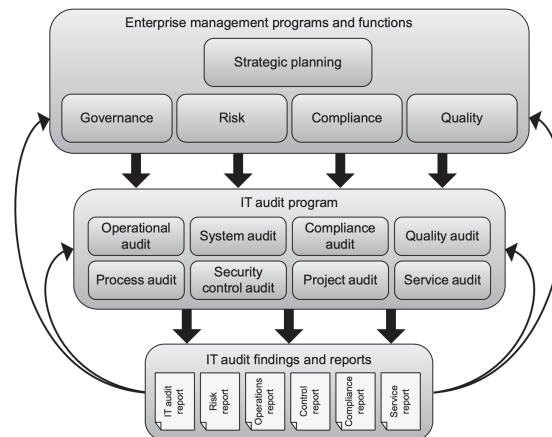 Enterprise management programs and functions
Strategic planning
Governance
Risk
Compliance
Quality
IT audit program
Operational
audit
System audit
Compliance
audit
Quality audit
Process audit
Security
control audit
Project audit
Service audit
IT audit findings and reports
IT audit
report
Risk
report
Operations
report
Control
report
Compliance
report
Service
report